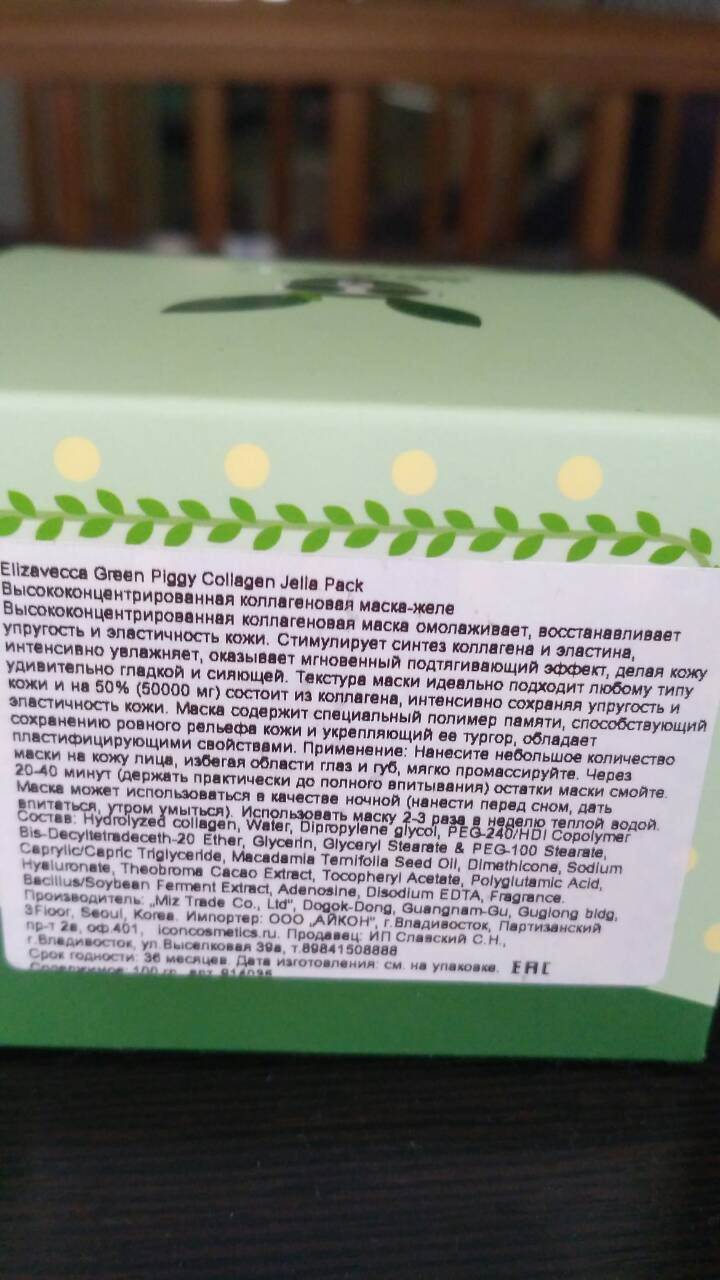 Elizavecca Green Piggy Collagen Jella Pack
Высококонцентрированная коллагеновая маска-желе
Высококонцентрированная коллагеновая маска омолаживает, восстанавливает
упругость и эластичность кожи. Стимулирует синтез коллагена и эластина,
интенсивно увлажняет, оказывает мгновенный подтягивающий эффект, делая кожу
удивительно гладкой и сияющей. Текстура маски идеально подходит любому типу
кожи и на 50% (50000 мг) состоит из коллагена, интенсивно сохраняя упругость и
эластичность кожи. Маска содержит специальный полимер памяти, способствующий
сохранению ровного рельефа кожи и укрепляющий ее тургор, обладает
пластифицирующими свойствами. Применение: Нанесите небольшое количество
маски на кожу лица, избегая области глаз и губ, мягко промассируйте. Через
20-40 минут (держать практически до полного впитывания) остатки маски смойте.
Маска может использоваться в качестве ночной (нанести перед сном, дать
впитаться, утром умыться). Использовать маску 2-3 раза в неделю теплой водой.
Состав: Hydrolyzed collagen, Water, Dipropylene glycol, PEG-240/HDI Copolymer
Bis-Decyltetradeceth-20 Ether, Glycerin, Glyceryl Stearate & PEG-100 Stearate,
Caprylic/Capric Triglyceride, Macadamia Ternifolia Seed Oil, Dimethicone, Sodium
Hyaluronate, Theobroma Cacao Extract, Tocopheryl Acetate, Polyglutamic Acid,
Bacillus/Soybean Ferment Extract, Adenosine, Disodium EDTA, Fragrance.
Производитель: „Miz Trade Co., Ltd", Dogok-Dong, Guangnam-Gu, Guglong bldg,
3Floor, Seoul, Korea. Импортер: ООО „АЙКОН", г.Владивосток, Партизанский
пр-т 2в, оф.401, iconcosmetics.ru. Продавец: ИП Славский С.Н.,
г.Владивосток, ул.Выселковая 39в, т.89841508888
Срок годности: 36 месяцев. Дата изготовления: см. на упаковке. EAC
Содержимое: 100 гр. арт. 914035